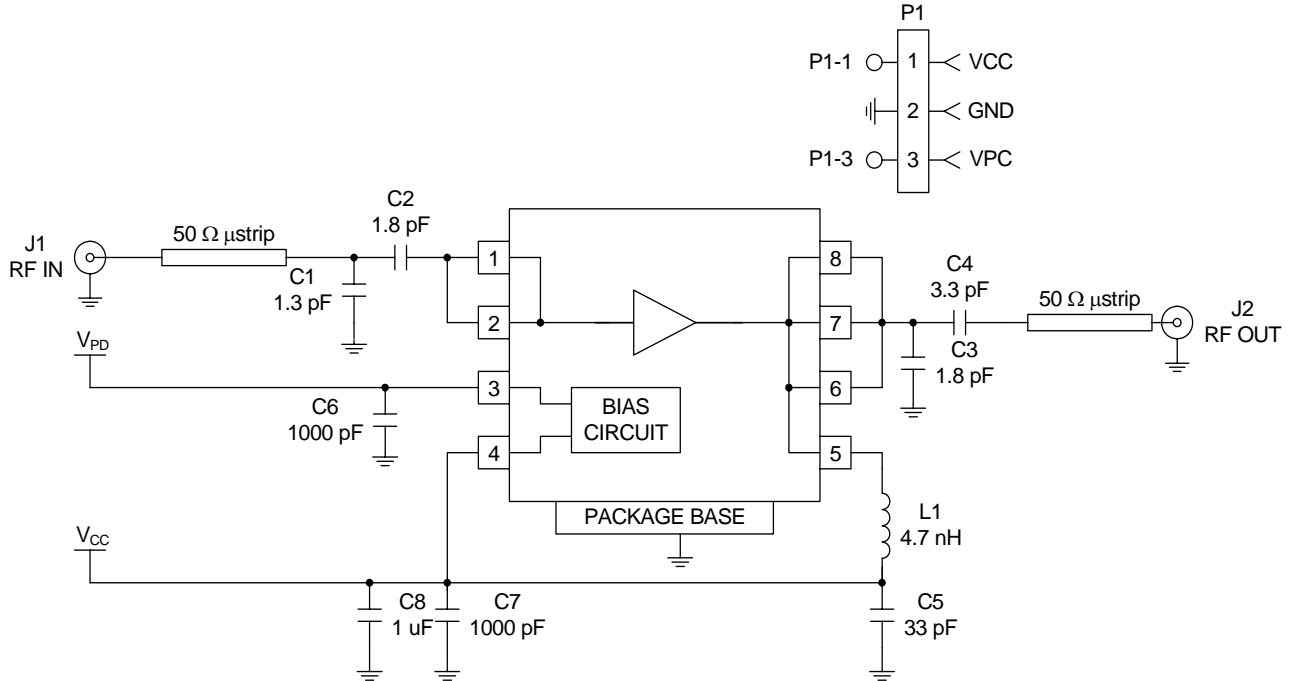 P1
P1-1
1
VCC
2
GND
P1-3
3
VPC
J1
RF IN
50 Ω μstrip
C1
1.3 pF
C2
1.8 pF
1
2
3
4
8
7
6
5
BIAS
CIRCUIT
PACKAGE BASE
C4
3.3 pF
C3
1.8 pF
50 Ω μstrip
J2
RF OUT
VPD
C6
1000 pF
L1
4.7 nH
VCC
C8
1 uF
C7
1000 pF
C5
33 pF